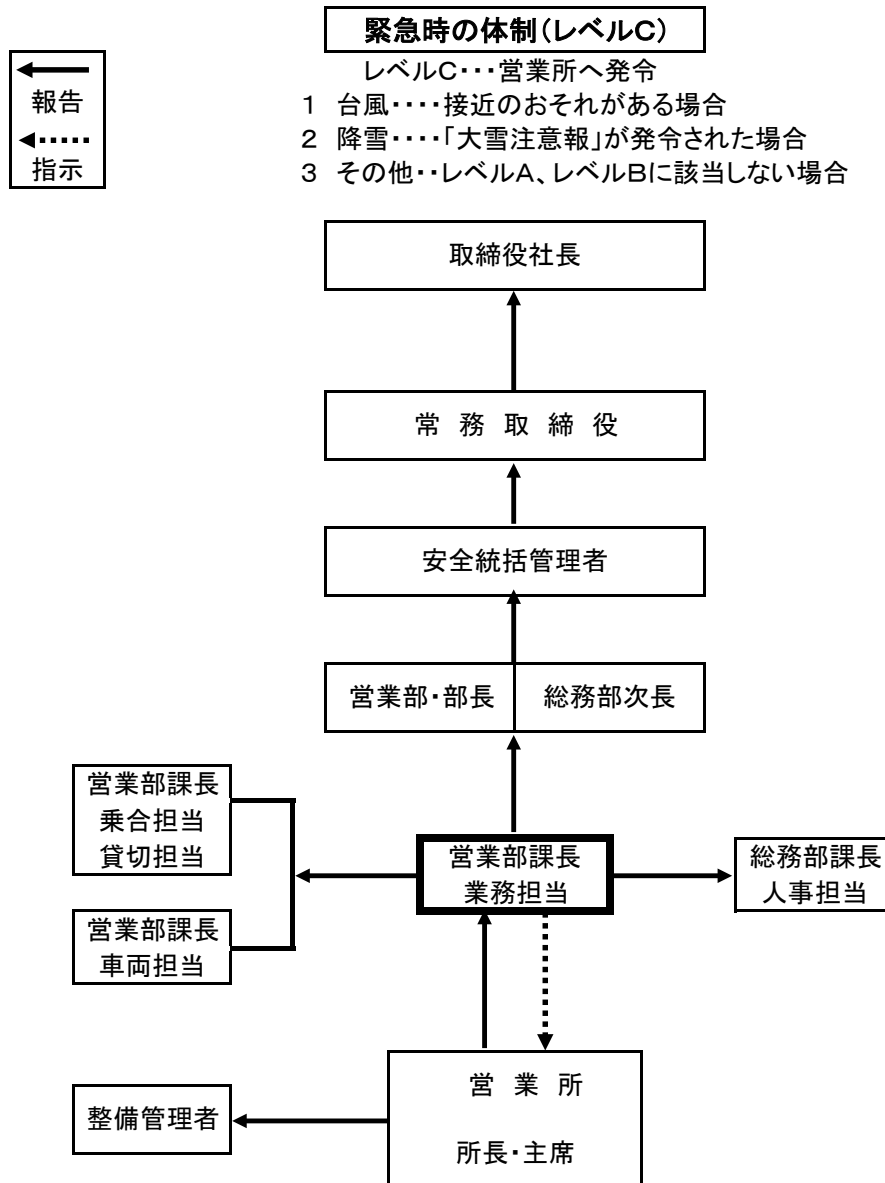 緊急時の体制(レベルC)
報告
指示
レベルC・・・営業所へ発令
1 台風・・・・接近のおそれがある場合
2 降雪・・・・「大雪注意報」が発令された場合
3 その他・・レベルA、レベルBに該当しない場合
取締役社長
常務取締役
安全統括管理者
営業部・部長 総務部次長
営業部課長
乗合担当
貸切担当
営業部課長
業務担当
総務部課長
人事担当
営業部課長
車両担当
営業所
所長・主席
整備管理者